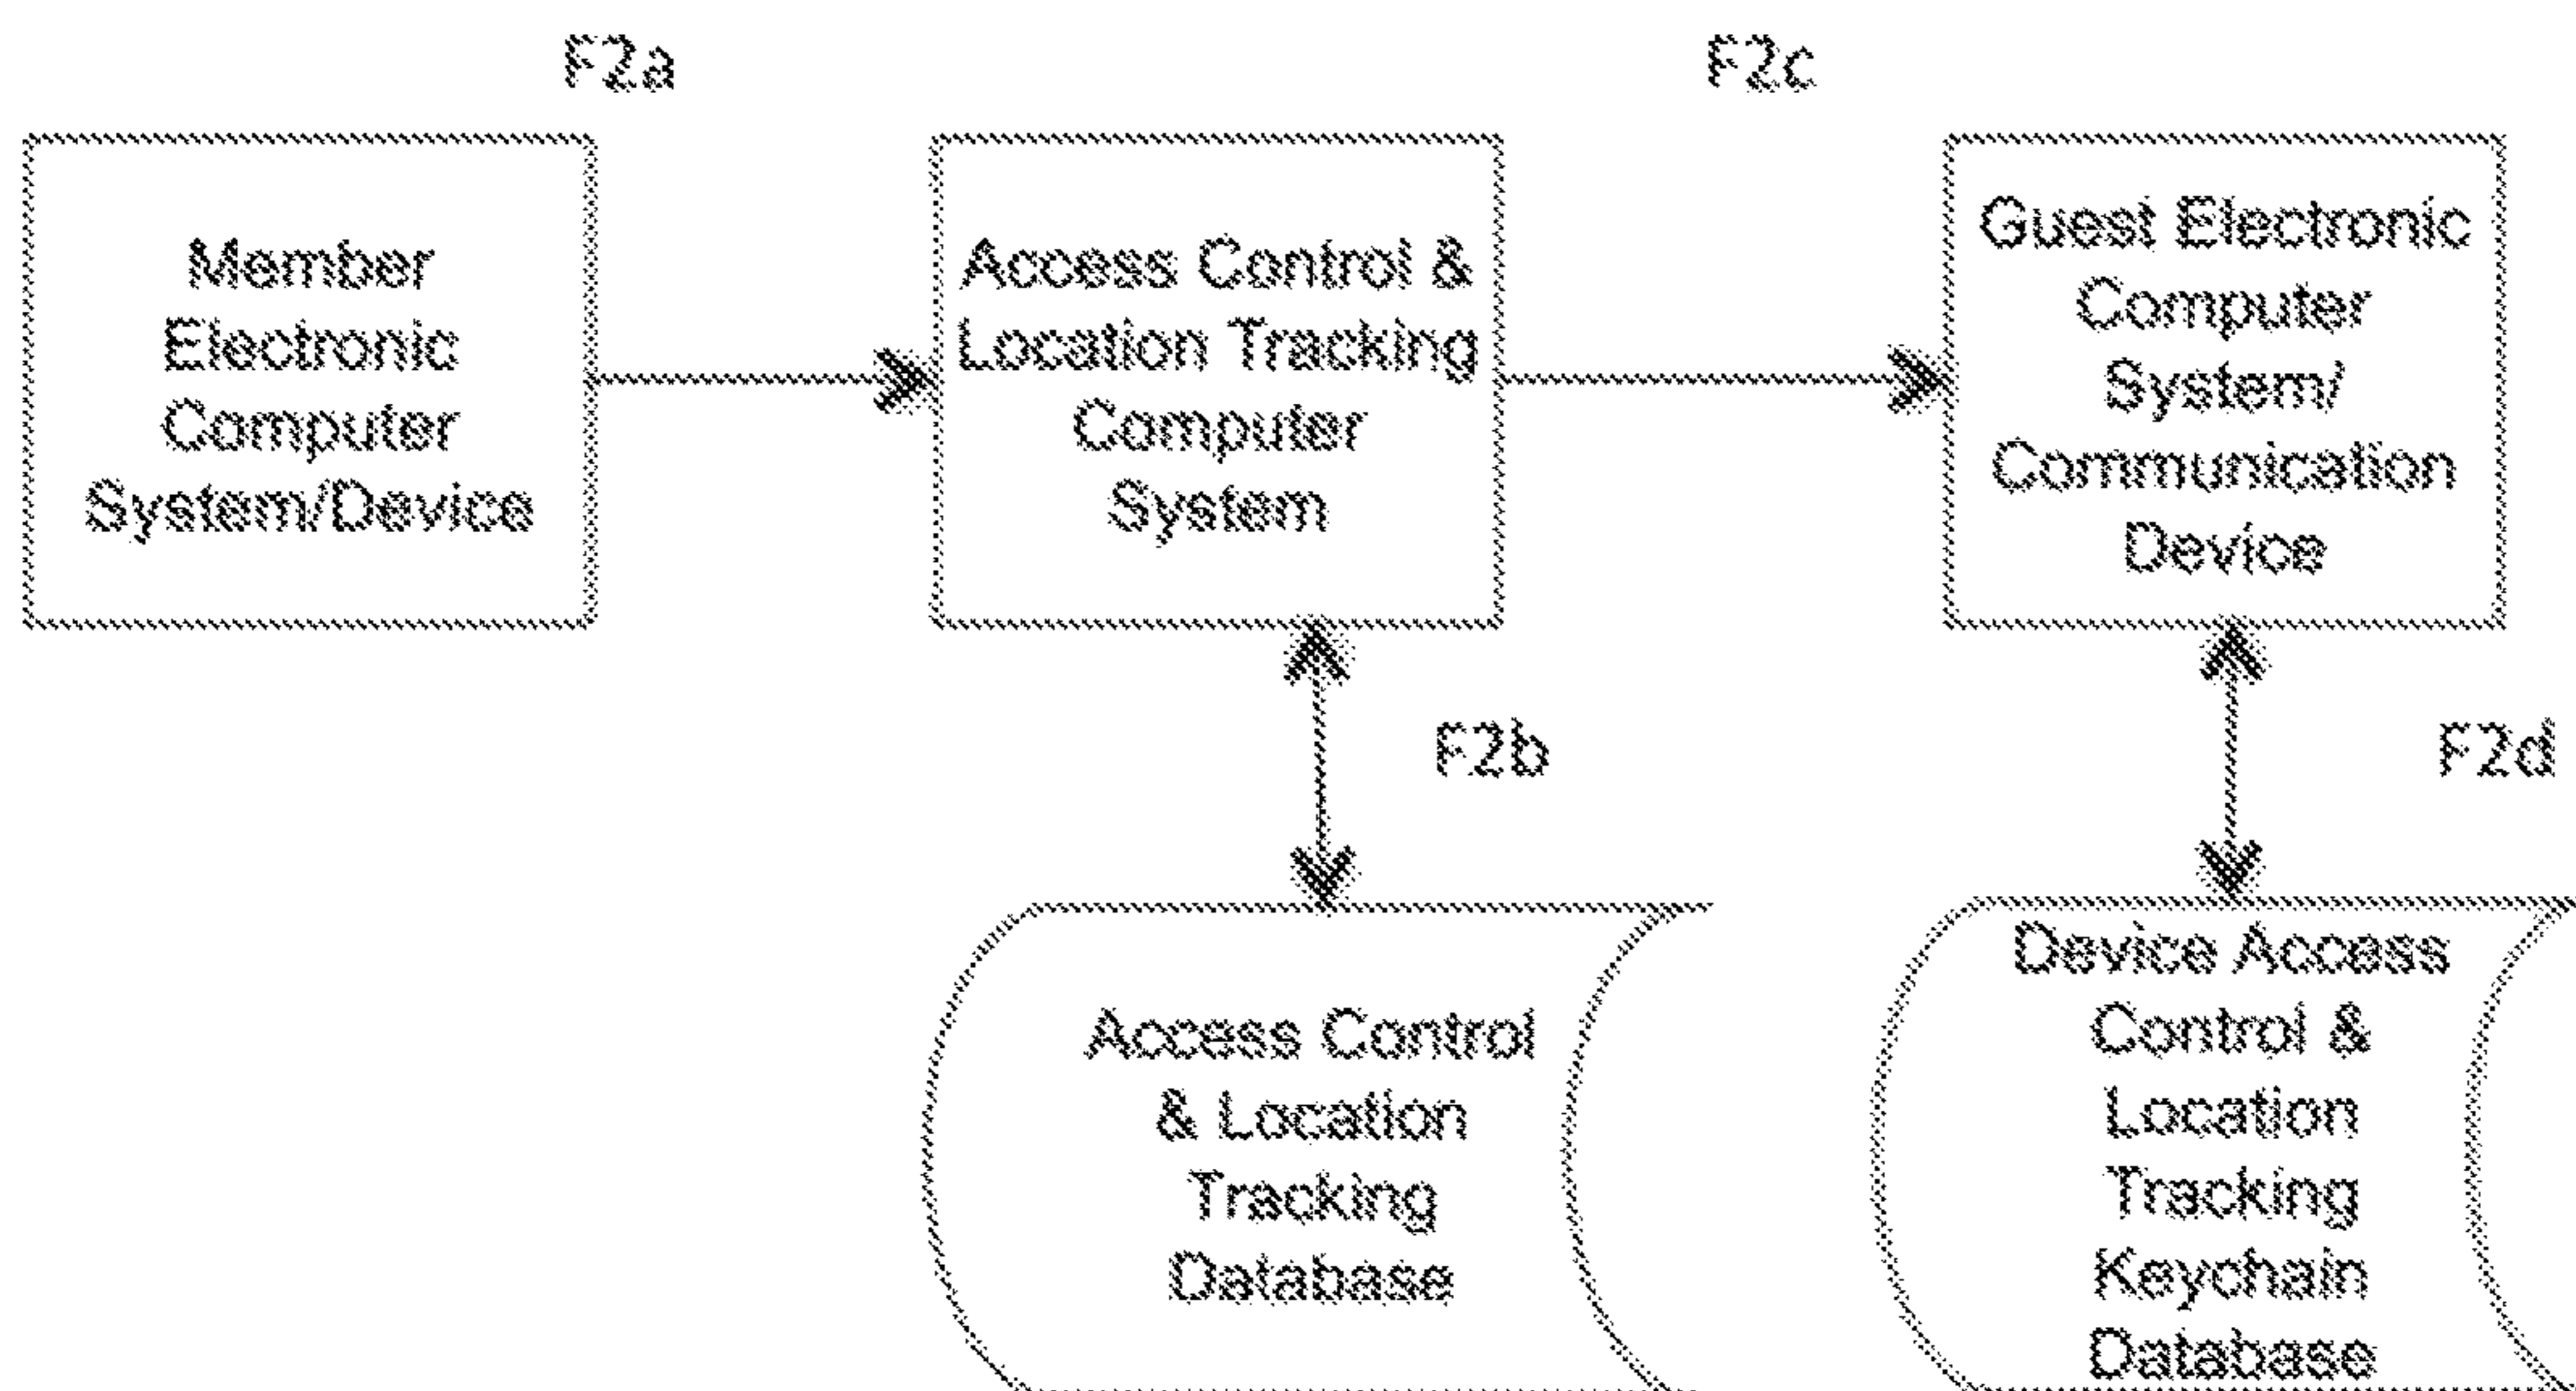 F2a
F2c
Member
Electronic
Computer
System/Device
Access Control &
Location Tracking
Computer
System
Guest Electronic
Computer
System/
Communication
Device
F2b
F2d
Access Control
& Location
Tracking
Database
Device Access
Control &
Location
Tracking
Keychain
Database